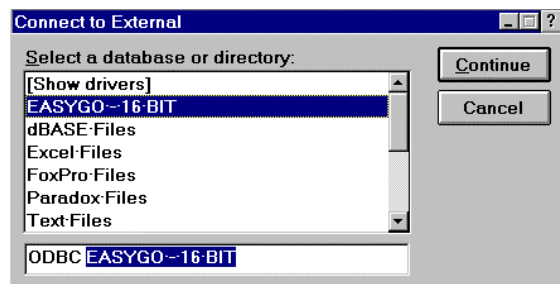 Connect to External
?
Select a database or directory:
[Show drivers]
EASYGO·-·16·BIT
dBASE·Files
Excel·Files
FoxPro·Files
Paradox·Files
Text·Files
ODBC EASYGO·-·16·BIT
Continue
Cancel